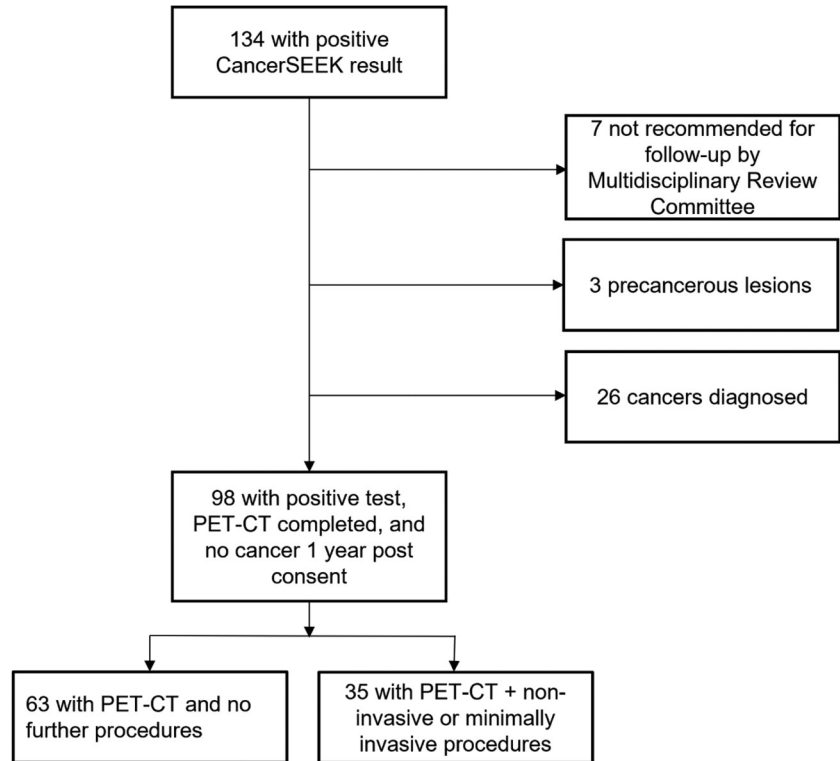 134 with positive
CancerSEEK result
7 not recommended for
follow-up by
Multidisciplinary Review
Committee
3 precancerous lesions
26 cancers diagnosed
98 with positive test,
PET-CT completed, and
no cancer 1 year post
consent
63 with PET-CT and no
further procedures
35 with PET-CT + non-
invasive or minimally
invasive procedures